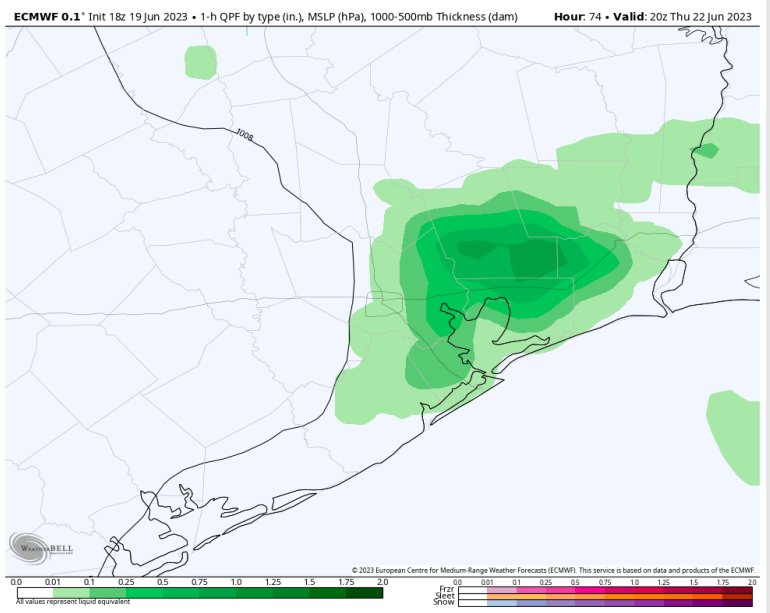 ECMWF 0.1° Init 18z 19 Jun 2023 • 1-h QPF by type (in.), MSLP (hPa), 1000-500mb Thickness (dam) Hour: 74 • Valid: 20z Thu 22 Jun 2023
1008
WEATHERBELL
© 2023 European Centre for Medium-Range Weather Forecasts (ECMWF). This service is based on data and products of the ECMWF.
0.0 0.01 0.1 0.25 0.5 0.75 1.0 1.25 1.5 1.75 2.0
All values represent liquid equivalent
0.0 0.01 0.1 0.25 0.5 0.75 1.0 1.25 1.5 1.75 2.0
Frzr
Sleet
Snow